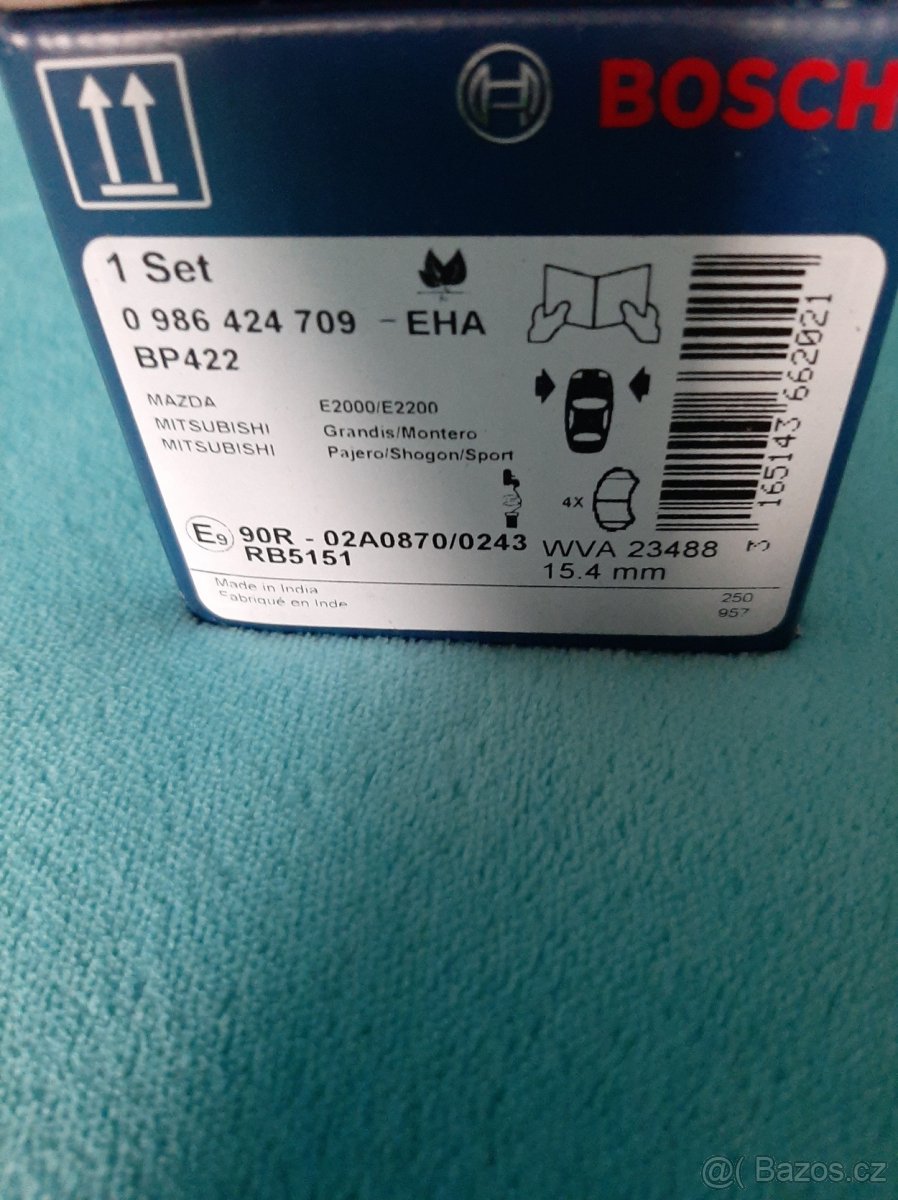 BOSCH
1 Set
0 986 424 709 - EHA
BP422
MAZDA E2000/E2200
MITSUBISHI Grandis/Montero
MITSUBISHI Pajero/Shogon/Sport
4X
E9 90R - 02A0870/0243
RB5151
WVA 23488
15.4 mm
3 165143 662021
Made in India
Fabriqué en Inde
250
957
@( Bazos.cz